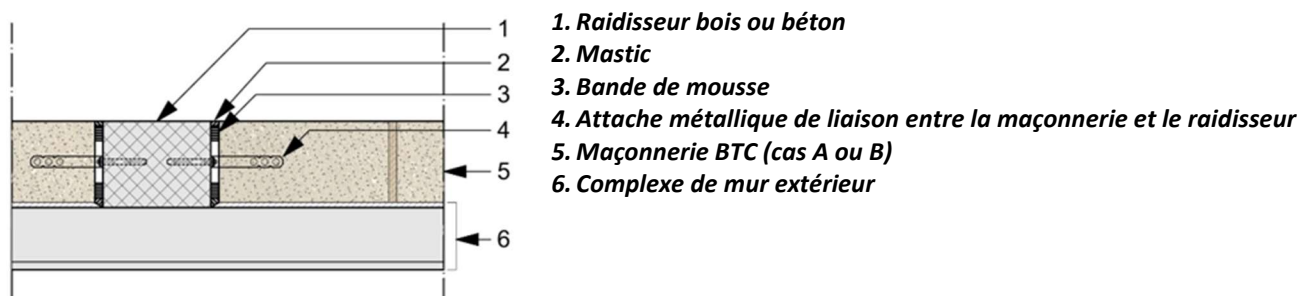 1
2
3
4
5
6
1. Raidisseur bois ou béton
2. Mastic
3. Bande de mousse
4. Attache métallique de liaison entre la maçonnerie et le raidisseur
5. Maçonnerie BTC (cas A ou B)
6. Complexe de mur extérieur